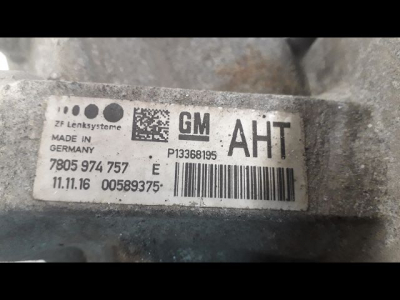 ZF Lenksysteme
MADE IN
GERMANY
GM
AHT
P13368195
7805 974 757 E
11.11.16 00589375